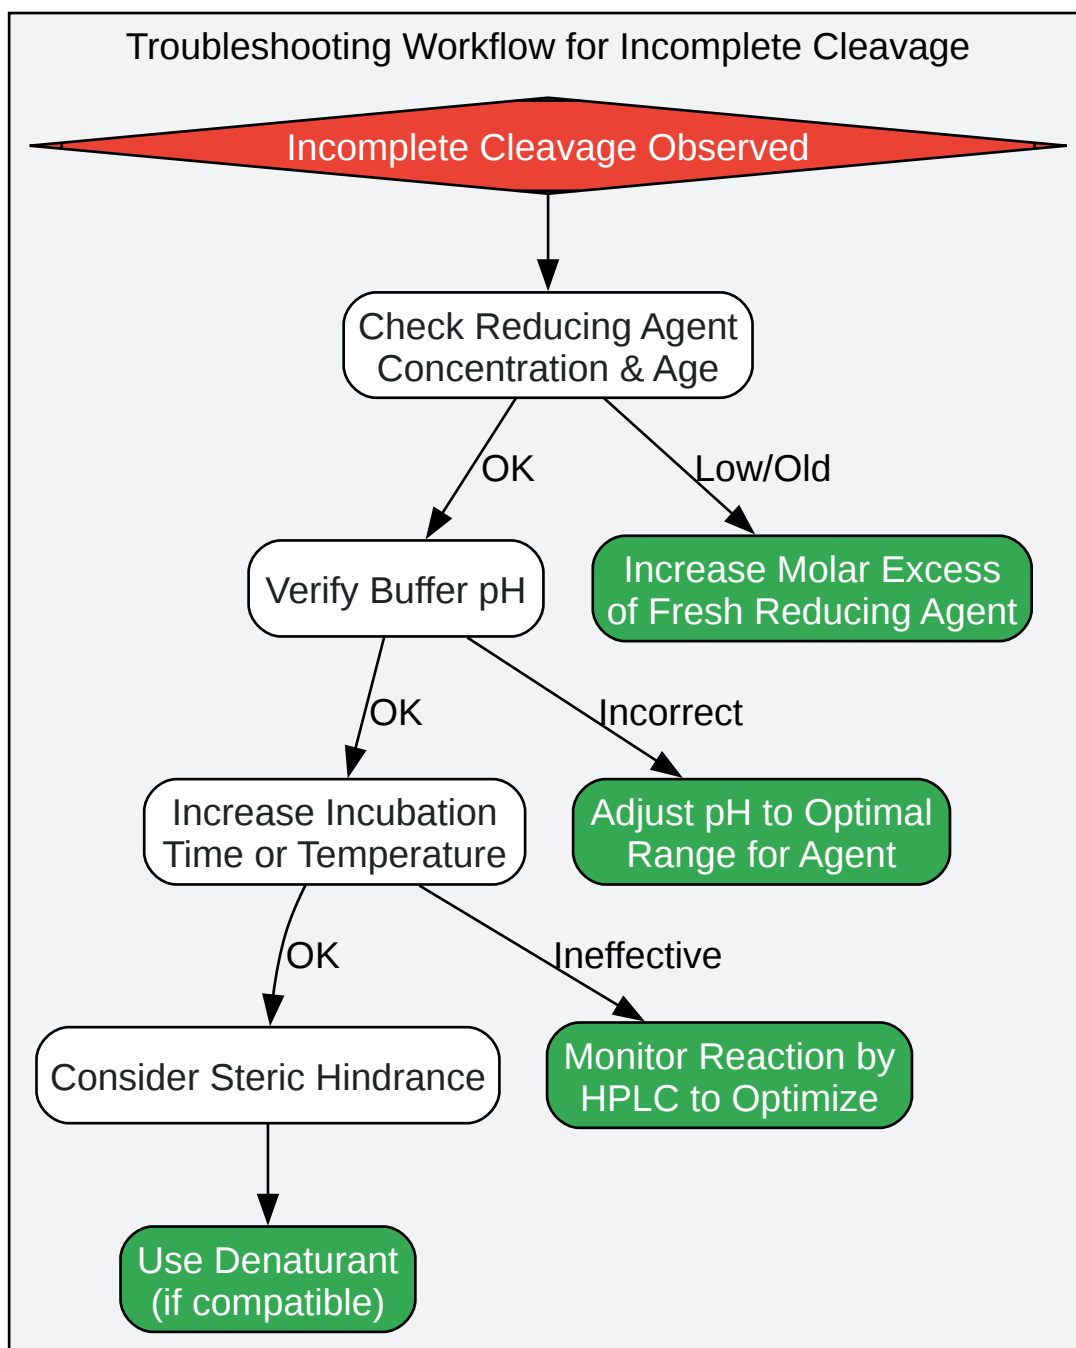 Troubleshooting Workflow for Incomplete Cleavage
Incomplete Cleavage Observed
Check Reducing Agent
Concentration & Age
OK
Low/Old
Verify Buffer pH
Increase Molar Excess
of Fresh Reducing Agent
OK
Incorrect
Increase Incubation
Time or Temperature
Adjust pH to Optimal
Range for Agent
OK
Ineffective
Consider Steric Hindrance
Monitor Reaction by
HPLC to Optimize
Use Denaturant
(if compatible)